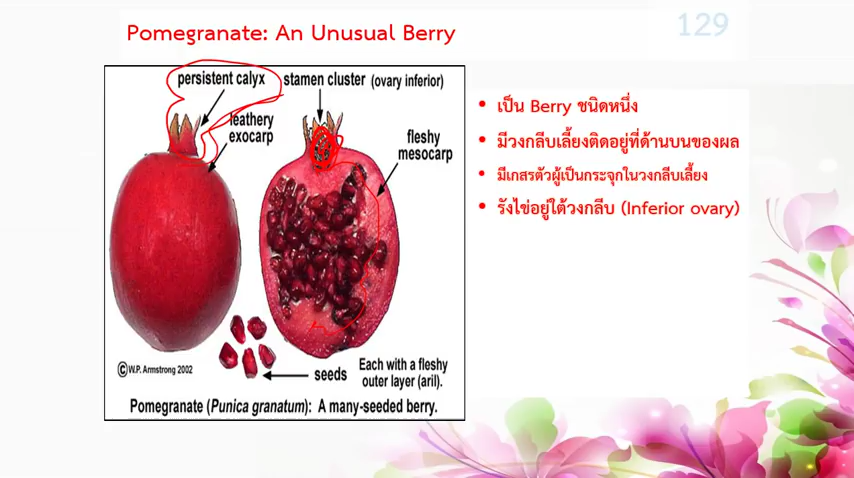 Pomegranate: An Unusual Berry
129
persistent calyx
stamen cluster (ovary inferior)
leathery
exocarp
fleshy
mesocarp
©W.P. Armstrong 2002
seeds
Each with a fleshy
outer layer (aril).
Pomegranate (Punica granatum): A many-seeded berry.
• เป็น Berry ชนิดหนึ่ง
• มีวงกลีบเลี้ยงติดอยู่ที่ด้านบนของผล
• มีเกสรตัวผู้เป็นกระจุกในวงกลีบเลี้ยง
• รังไข่อยู่ใต้วงกลีบ (Inferior ovary)